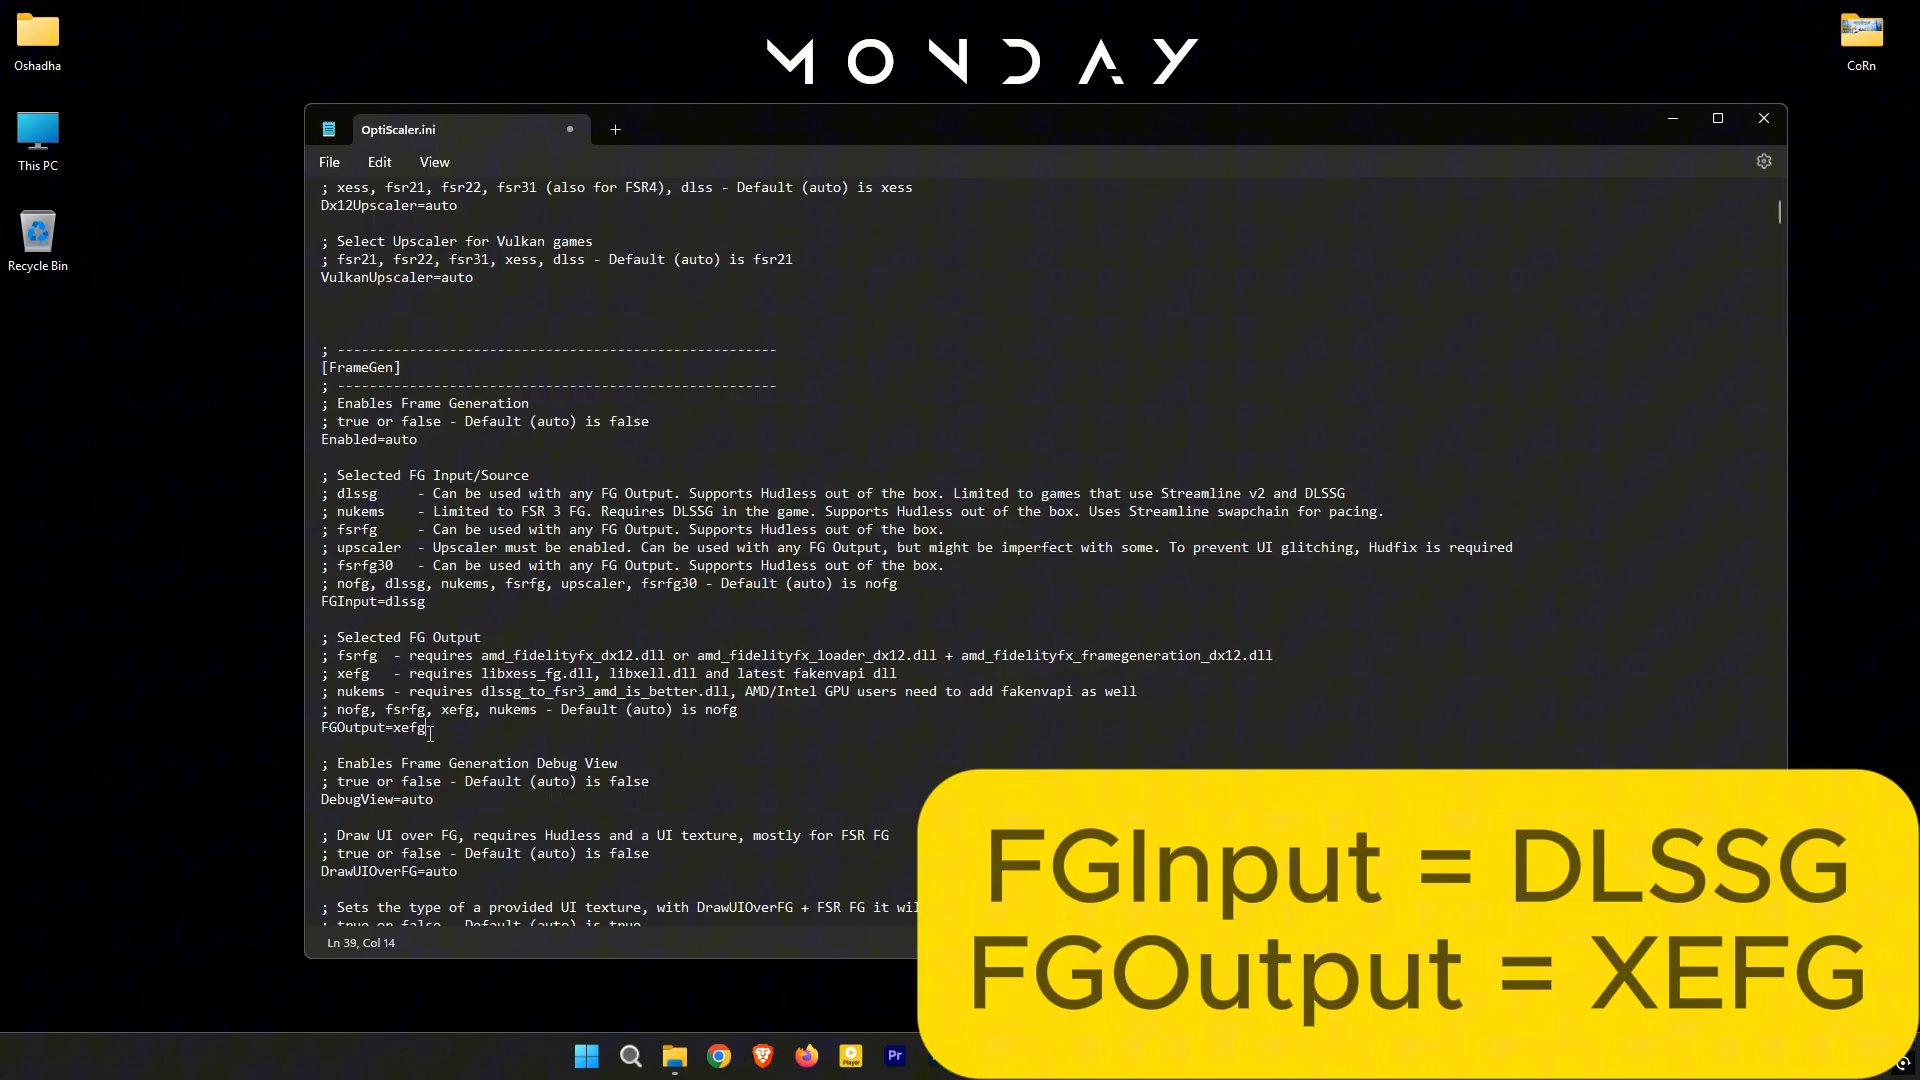 MONDAY
Oshadha
CoRn
This PC
Recycle Bin
OptiScaler.ini
File Edit View
; xess, fsr21, fsr22, fsr31 (also for FSR4), dlss - Default (auto) is xess
Dx12Upscaler=auto
; Select Upscaler for Vulkan games
; fsr21, fsr22, fsr31, xess, dlss - Default (auto) is fsr21
VulkanUpscaler=auto
; -------------------------------------------------------
[FrameGen]
; -------------------------------------------------------
; Enables Frame Generation
; true or false - Default (auto) is false
Enabled=auto
; Selected FG Input/Source
; dlssg     - Can be used with any FG Output. Supports Hudless out of the box. Limited to games that use Streamline v2 and DLSSG
; nukems    - Limited to FSR 3 FG. Requires DLSSG in the game. Supports Hudless out of the box. Uses Streamline swapchain for pacing.
; fsrfg     - Can be used with any FG Output. Supports Hudless out of the box.
; upscaler  - Upscaler must be enabled. Can be used with any FG Output, but might be imperfect with some. To prevent UI glitching, Hudfix is required
; fsrfg30   - Can be used with any FG Output. Supports Hudless out of the box.
; nofg, dlssg, nukems, fsrfg, upscaler, fsrfg30 - Default (auto) is nofg
FGInput=dlssg
; Selected FG Output
; fsrfg  - requires amd_fidelityfx_dx12.dll or amd_fidelityfx_loader_dx12.dll + amd_fidelityfx_framegeneration_dx12.dll
; xefg   - requires libxess_fg.dll, libxell.dll and latest fakenvapi dll
; nukems - requires dlssg_to_fsr3_amd_is_better.dll, AMD/Intel GPU users need to add fakenvapi as well
; nofg, fsrfg, xefg, nukems - Default (auto) is nofg
FGOutput=xefg
; Enables Frame Generation Debug View
; true or false - Default (auto) is false
DebugView=auto
; Draw UI over FG, requires Hudless and a UI texture, mostly for FSR FG
; true or false - Default (auto) is false
DrawUIOverFG=auto
; Sets the type of a provided UI texture, with DrawUIOverFG + FSR FG it wil
; true or false - Default (auto) is true
Ln 39, Col 14
FGInput = DLSSG
FGOutput = XEFG
Player
Pr